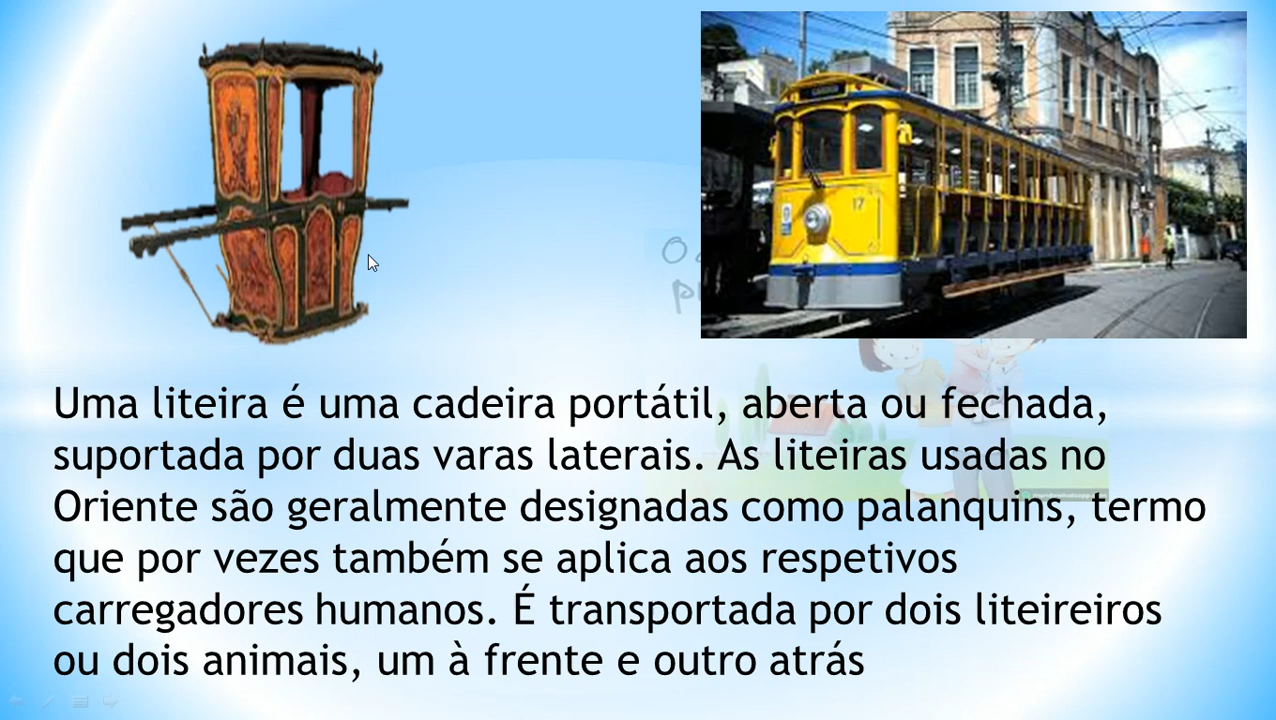 17
Uma liteira é uma cadeira portátil, aberta ou fechada,
suportada por duas varas laterais. As liteiras usadas no
Oriente são geralmente designadas como palanquins, termo
que por vezes também se aplica aos respetivos
carregadores humanos. É transportada por dois liteireiros
ou dois animais, um à frente e outro atrás